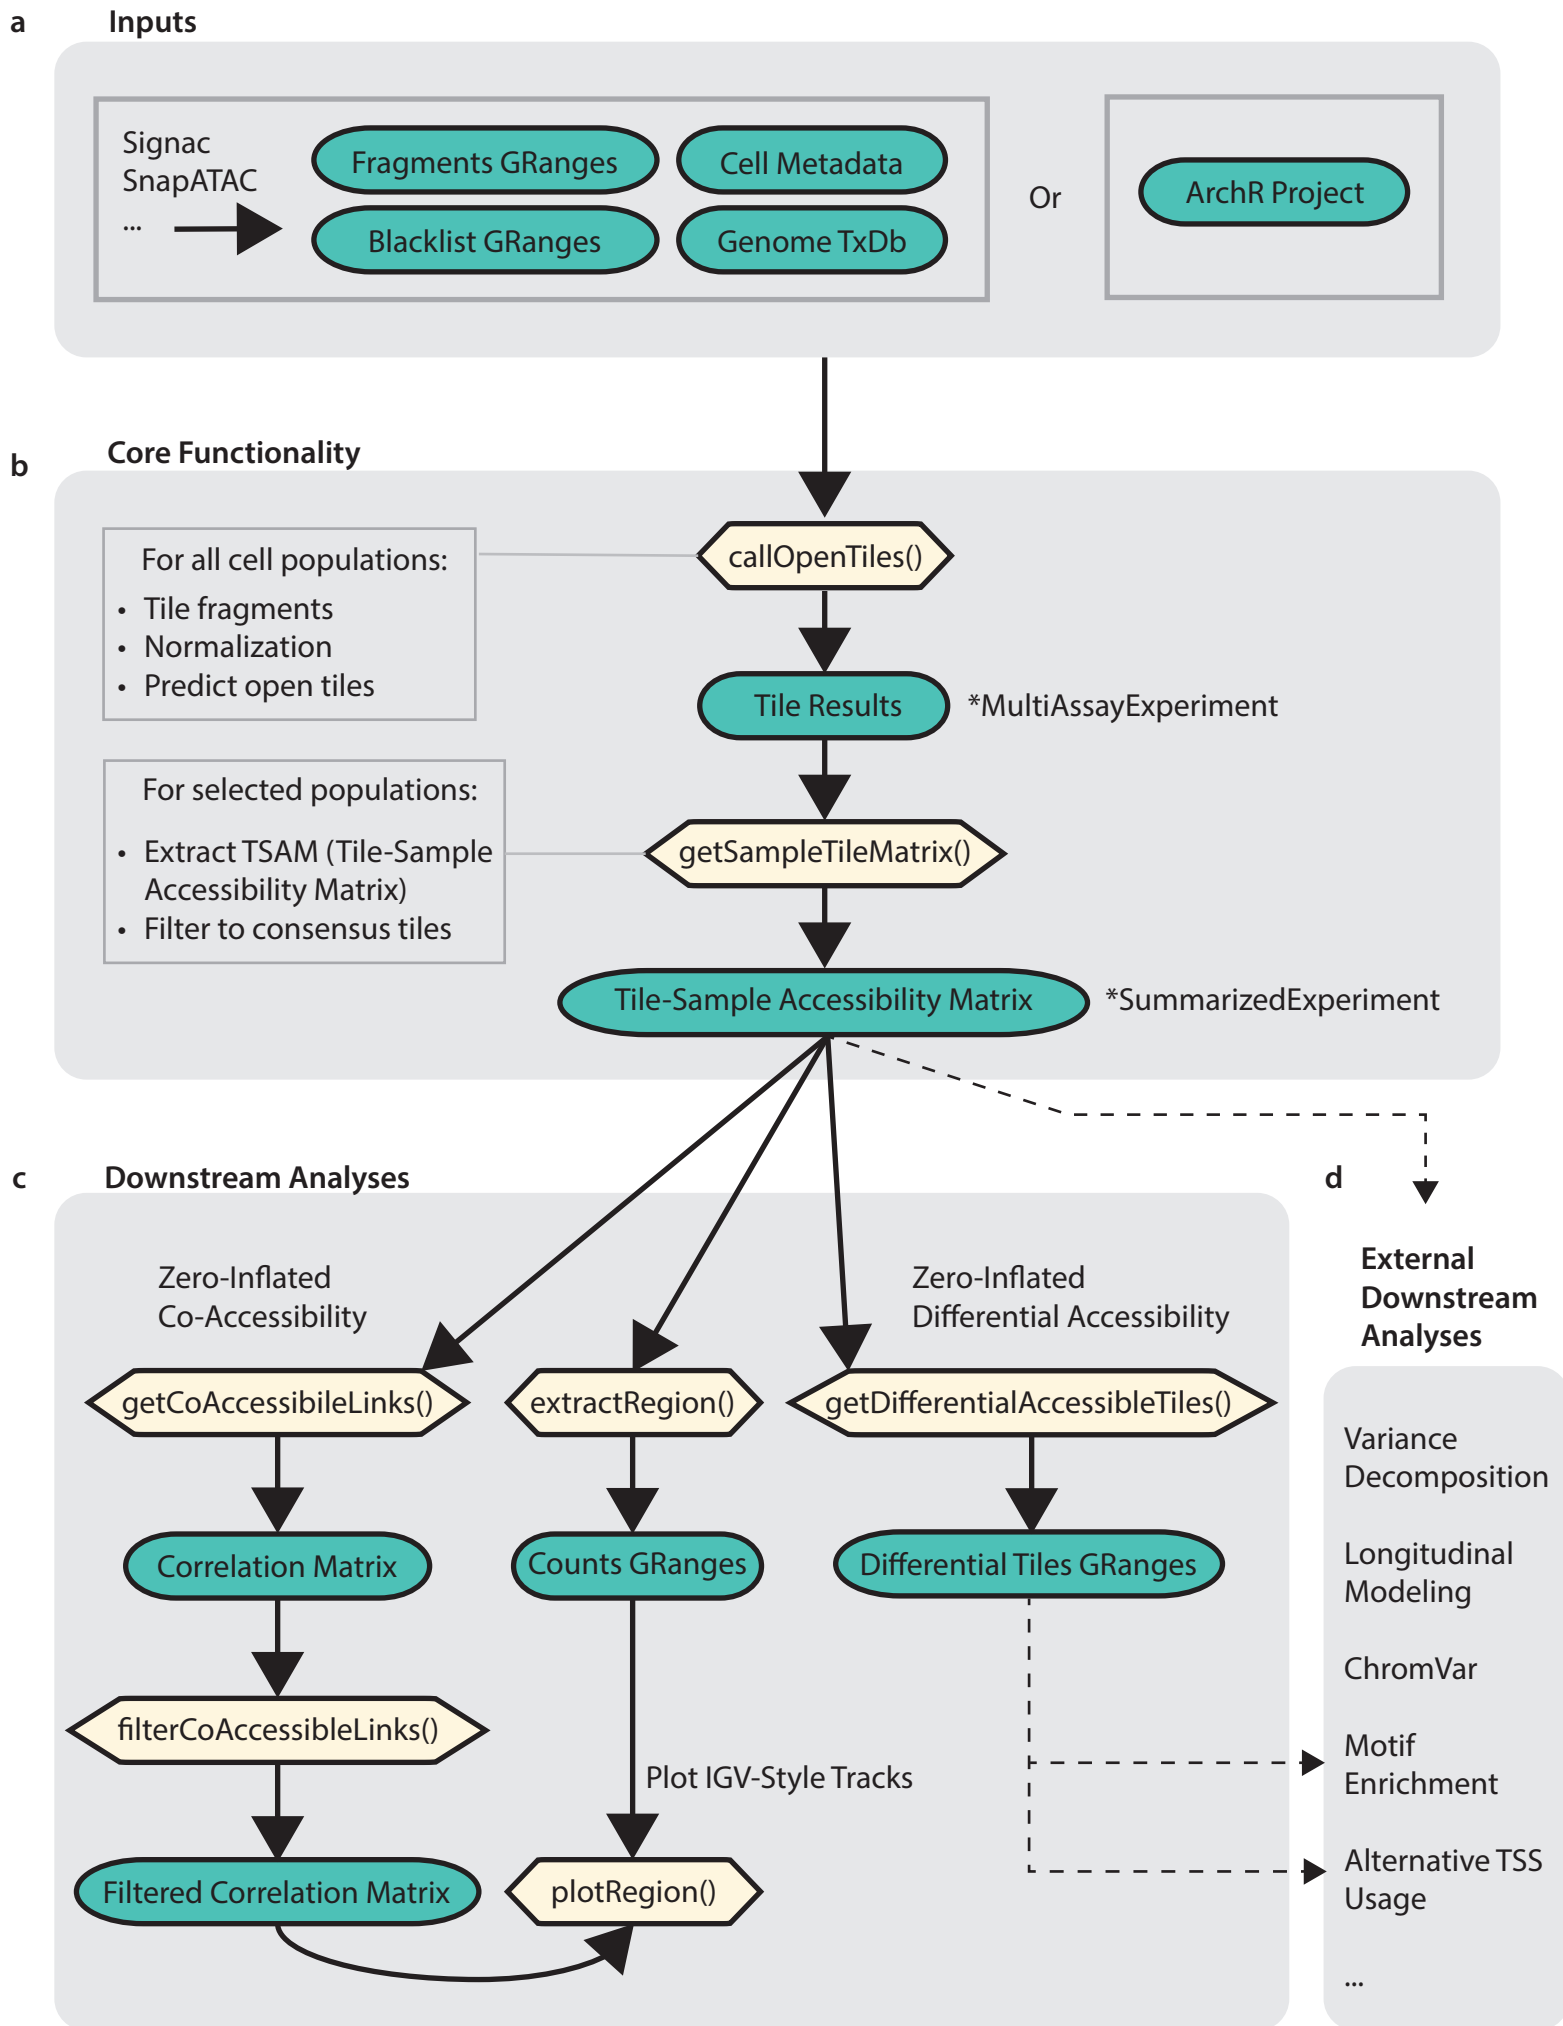 a
Inputs
Signac
SnapATAC
...
Fragments GRanges
Cell Metadata
Blacklist GRanges
Genome TxDb
Or
ArchR Project
b
Core Functionality
For all cell populations:
• Tile fragments
• Normalization
• Predict open tiles
callOpenTiles()
Tile Results
*MultiAssayExperiment
For selected populations:
• Extract TSAM (Tile-Sample
Accessibility Matrix)
• Filter to consensus tiles
getSampleTileMatrix()
Tile-Sample Accessibility Matrix
*SummarizedExperiment
c
Downstream Analyses
Zero-Inflated
Co-Accessibility
Zero-Inflated
Differential Accessibility
getCoAccessibileLinks()
extractRegion()
getDifferentialAccessibleTiles()
Correlation Matrix
Counts GRanges
Differential Tiles GRanges
filterCoAccessibleLinks()
Plot IGV-Style Tracks
Filtered Correlation Matrix
plotRegion()
d
External
Downstream
Analyses
Variance
Decomposition
Longitudinal
Modeling
ChromVar
Motif
Enrichment
Alternative TSS
Usage
...